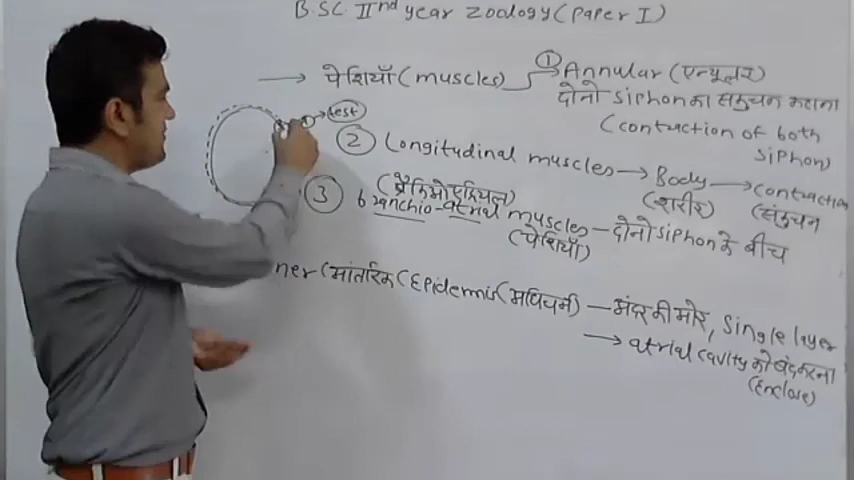 B.SC IInd year Zoology (Paper I)
→ पेशियाँ (muscles) → ① Annular (एन्यूलर)
दोनो siphon का संकुचन कराना
(contraction of both
siphon)
→ test
② Longitudinal muscles → Body → contraction
(शरीर) (संकुचन
(ब्रैंकिओएट्रियल)
③ branchio-atrial muscles – दोनो siphon के बीच
(पेशियाँ)
ner (आंतरिक (Epidermis (अधिचर्म) – अंदर की ओर, single layer
→ atrial cavity को बंद करना
(Enclose)